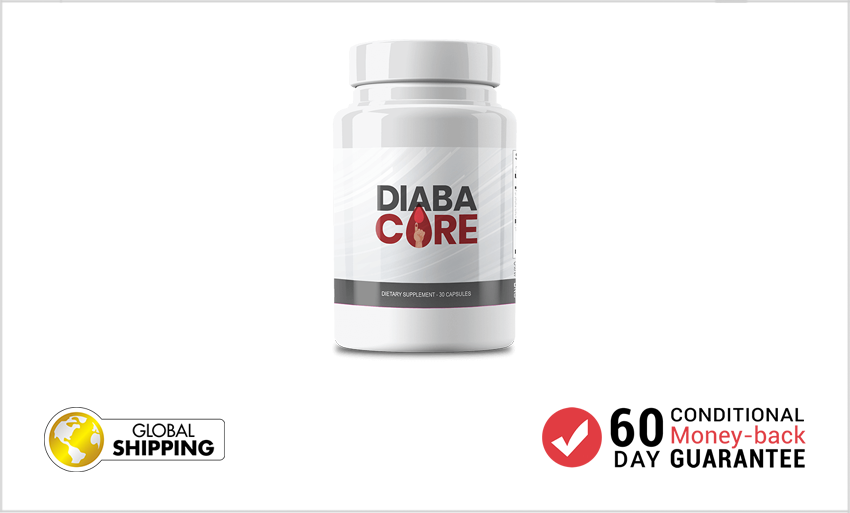 DIABA
CORE
DIETARY SUPPLEMENT - 30 CAPSULES
GLOBAL
SHIPPING
60 DAY
CONDITIONAL
Money-back
GUARANTEE